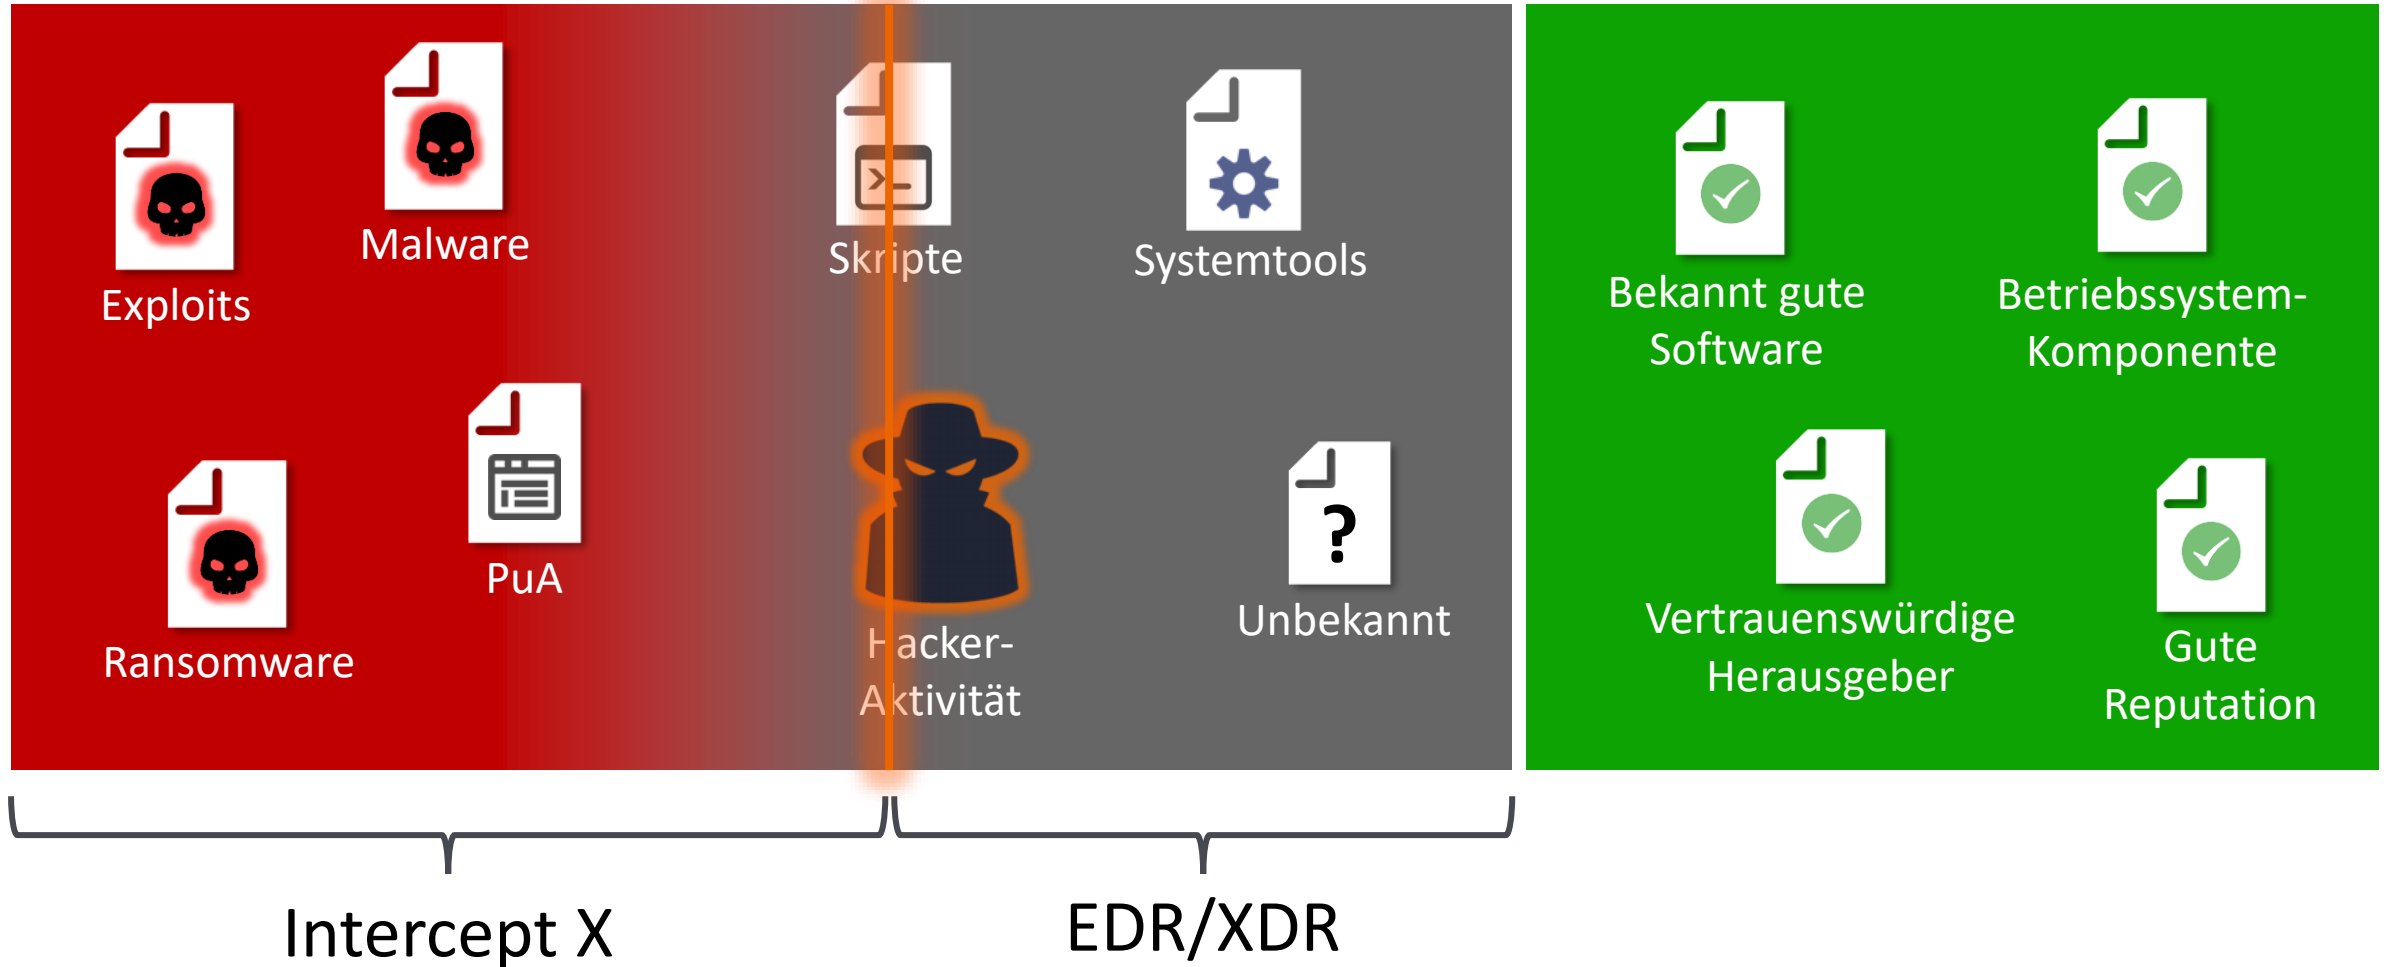 Exploits
Malware
Skripte
Systemtools
Bekannt gute
Software
Betriebssystem-
Komponente
Ransomware
PuA
Hacker-
Aktivität
?
Unbekannt
Vertrauenswürdige
Herausgeber
Gute
Reputation
Intercept X
EDR/XDR